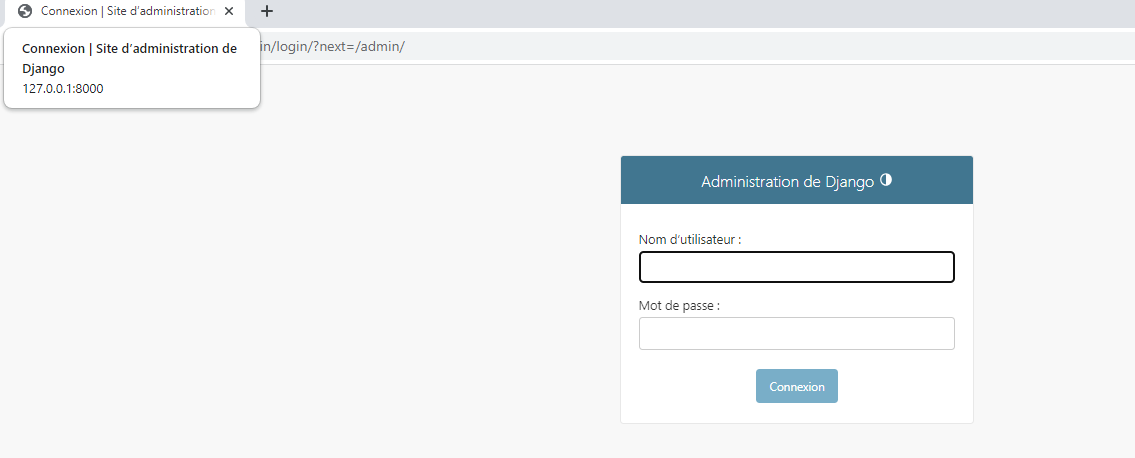 Connexion | Site d’administration
Connexion | Site d’administration de
Django
127.0.0.1:8000
in/login/?next=/admin/
Administration de Django
Nom d’utilisateur :
Mot de passe :
Connexion